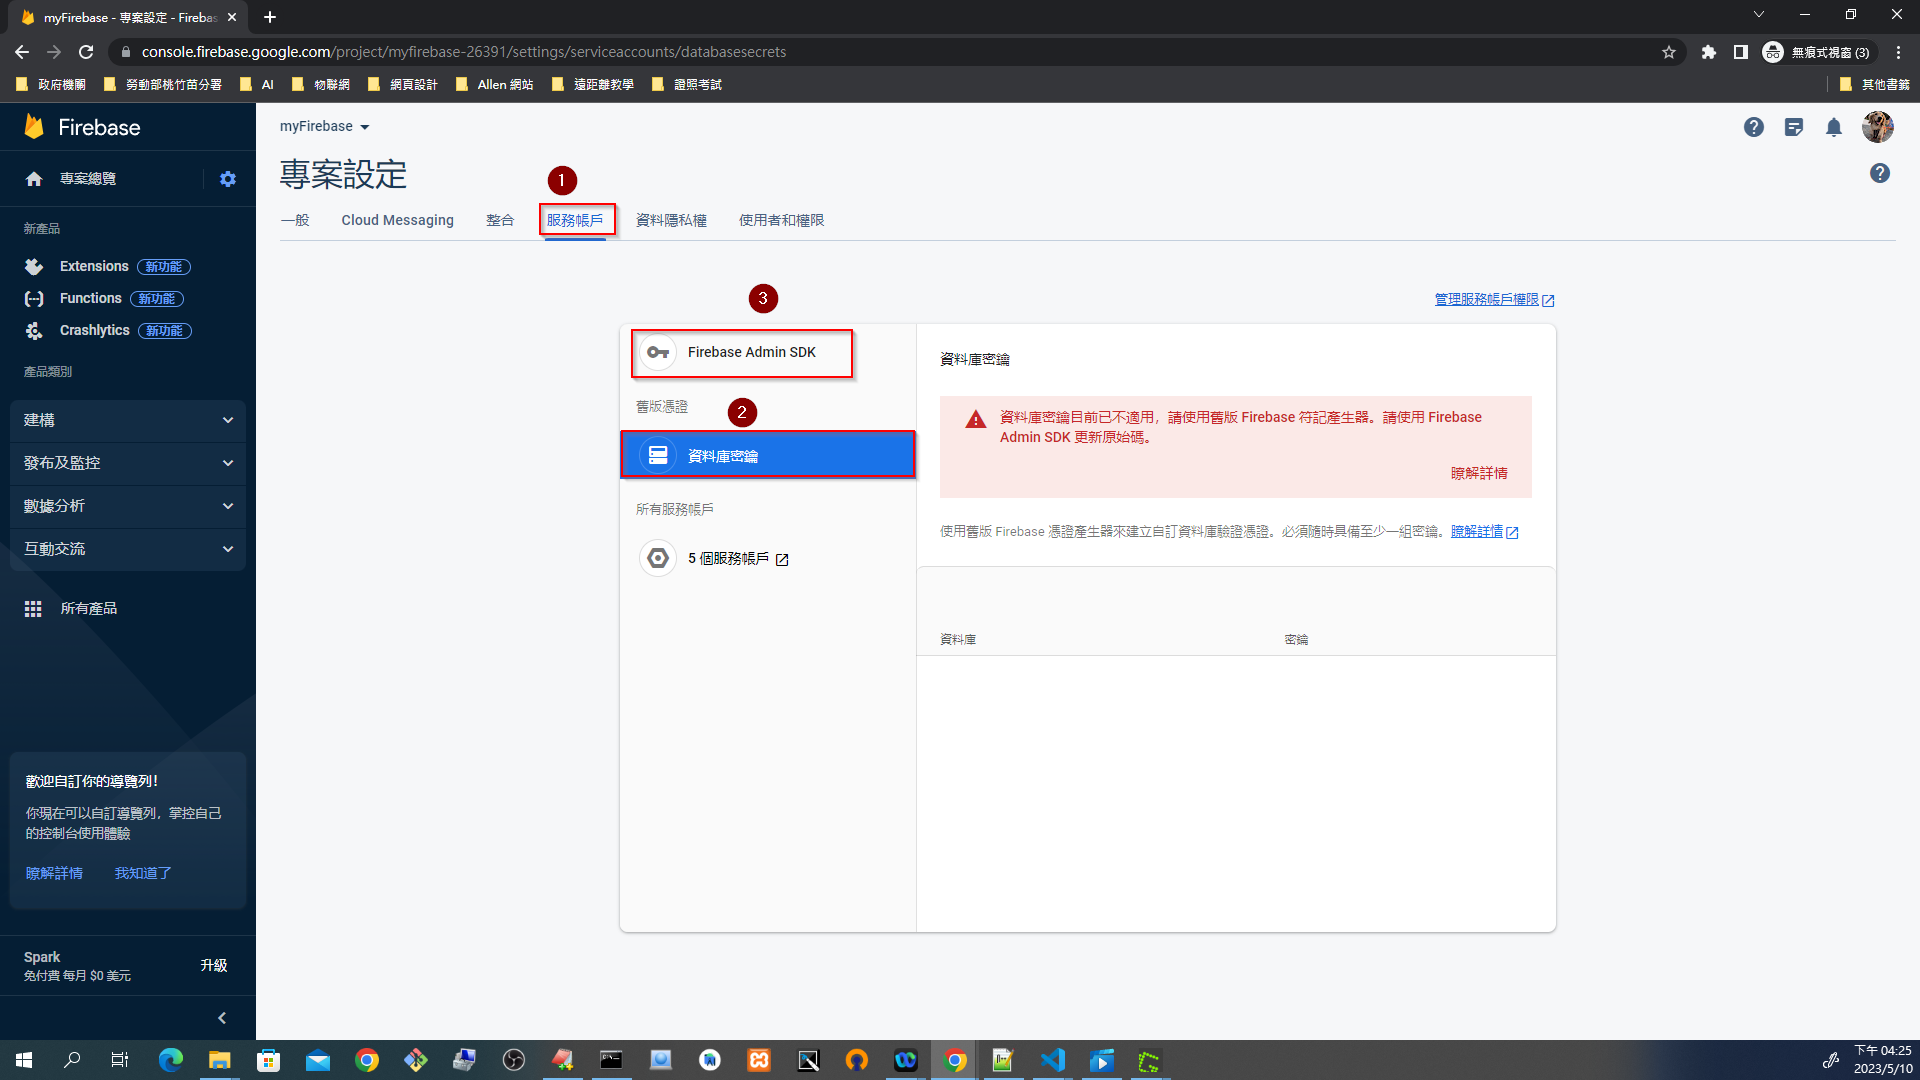 myFirebase - 專案設定 - Firebas
console.firebase.google.com/project/myfirebase-26391/settings/serviceaccounts/databasesecrets
無痕式視窗 (3)
政府機關
勞動部桃竹苗分署
AI
物聯網
網頁設計
Allen 網站
遠距離教學
證照考試
其他書籤
Firebase
專案總覽
新產品
Extensions 新功能
Functions 新功能
Crashlytics 新功能
產品類別
建構
發布及監控
數據分析
互動交流
所有產品
歡迎自訂你的導覽列！
你現在可以自訂導覽列，掌控自己
的控制台使用體驗
瞭解詳情 我知道了
Spark
免付費 每月 $0 美元
升級
myFirebase
專案設定
1
一般 Cloud Messaging 整合 服務帳戶 資料隱私權 使用者和權限
管理服務帳戶權限
3
Firebase Admin SDK
舊版憑證
2
資料庫密鑰
所有服務帳戶
5 個服務帳戶
資料庫密鑰
資料庫密鑰目前已不適用，請使用舊版 Firebase 符記產生器。請使用 Firebase
Admin SDK 更新原始碼。
瞭解詳情
使用舊版 Firebase 憑證產生器來建立自訂資料庫驗證憑證。必須隨時具備至少一組密鑰。瞭解詳情
資料庫 密鑰
下午 04:25
2023/5/10